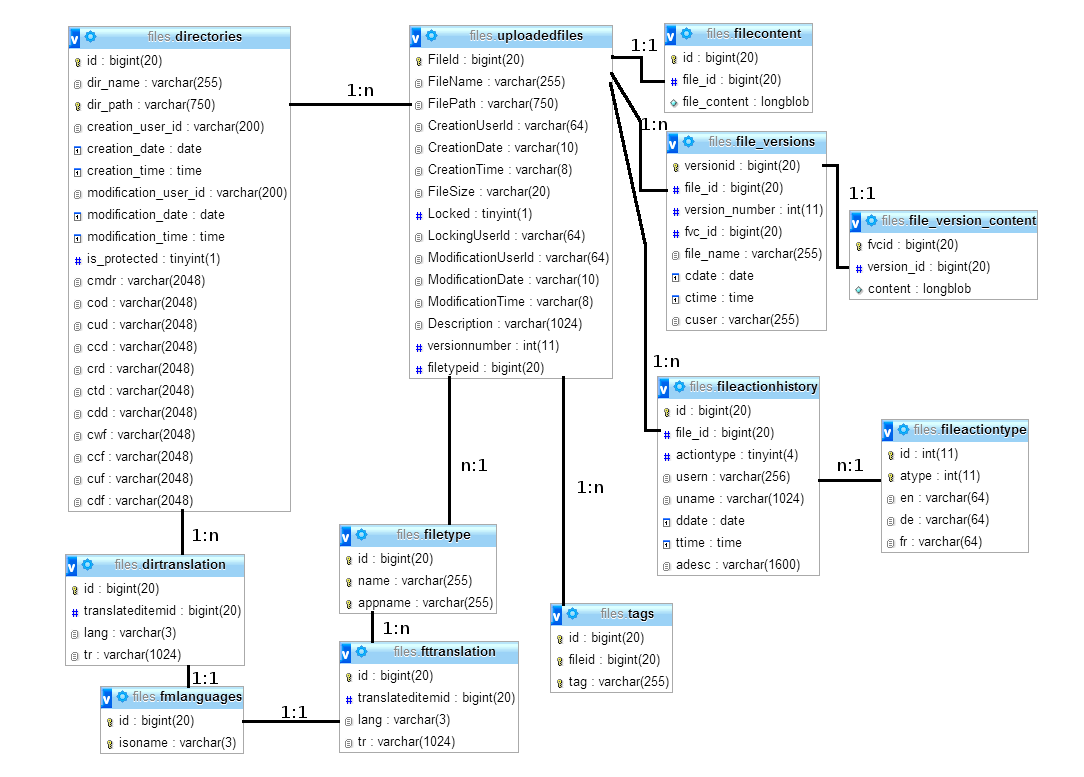 files.directories
id : bigint(20)
dir_name : varchar(255)
dir_path : varchar(750)
creation_user_id : varchar(200)
creation_date : date
creation_time : time
modification_user_id : varchar(200)
modification_date : date
modification_time : time
is_protected : tinyint(1)
cmdr : varchar(2048)
cod : varchar(2048)
cud : varchar(2048)
ccd : varchar(2048)
crd : varchar(2048)
ctd : varchar(2048)
cdd : varchar(2048)
cwf : varchar(2048)
ccf : varchar(2048)
cuf : varchar(2048)
cdf : varchar(2048)
1:n
files.uploadedfiles
FileId : bigint(20)
FileName : varchar(255)
FilePath : varchar(750)
CreationUserId : varchar(64)
CreationDate : varchar(10)
CreationTime : varchar(8)
FileSize : varchar(20)
Locked : tinyint(1)
LockingUserId : varchar(64)
ModificationUserId : varchar(64)
ModificationDate : varchar(10)
ModificationTime : varchar(8)
Description : varchar(1024)
versionnumber : int(11)
filetypeid : bigint(20)
1:1
files.filecontent
id : bigint(20)
file_id : bigint(20)
file_content : longblob
1:n
files.file_versions
versionid : bigint(20)
file_id : bigint(20)
version_number : int(11)
fvc_id : bigint(20)
file_name : varchar(255)
cdate : date
ctime : time
cuser : varchar(255)
1:1
files.file_version_content
fvcid : bigint(20)
version_id : bigint(20)
content : longblob
1:n
files.fileactionhistory
id : bigint(20)
file_id : bigint(20)
actiontype : tinyint(4)
usern : varchar(256)
uname : varchar(1024)
ddate : date
ttime : time
adesc : varchar(1600)
n:1
files.fileactiontype
id : int(11)
atype : int(11)
en : varchar(64)
de : varchar(64)
fr : varchar(64)
1:n
files.dirtranslation
id : bigint(20)
translateditemid : bigint(20)
lang : varchar(3)
tr : varchar(1024)
1:1
files.fmlanguages
id : bigint(20)
isoname : varchar(3)
1:1
n:1
files.filetype
id : bigint(20)
name : varchar(255)
appname : varchar(255)
1:n
files.fttranslation
id : bigint(20)
translateditemid : bigint(20)
lang : varchar(3)
tr : varchar(1024)
1:n
files.tags
id : bigint(20)
fileid : bigint(20)
tag : varchar(255)